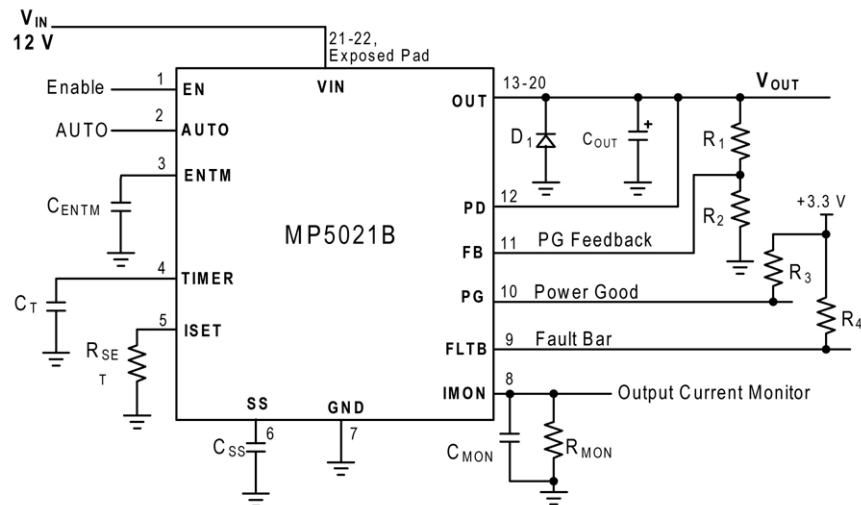 VIN
12 V
21-22,
Exposed Pad
VIN
Enable
1
EN
AUTO
2
AUTO
3
ENTM
CENTM
4
TIMER
CT
5
ISET
RSE
T
SS
6
CSS
GND
7
MP5021B
OUT
13-20
VOUT
D1
COUT
+
R1
R2
PD
12
FB
11
PG Feedback
+3.3 V
R3
PG
10
Power Good
R4
FLTB
9
Fault Bar
IMON
8
Output Current Monitor
CMON
RMON